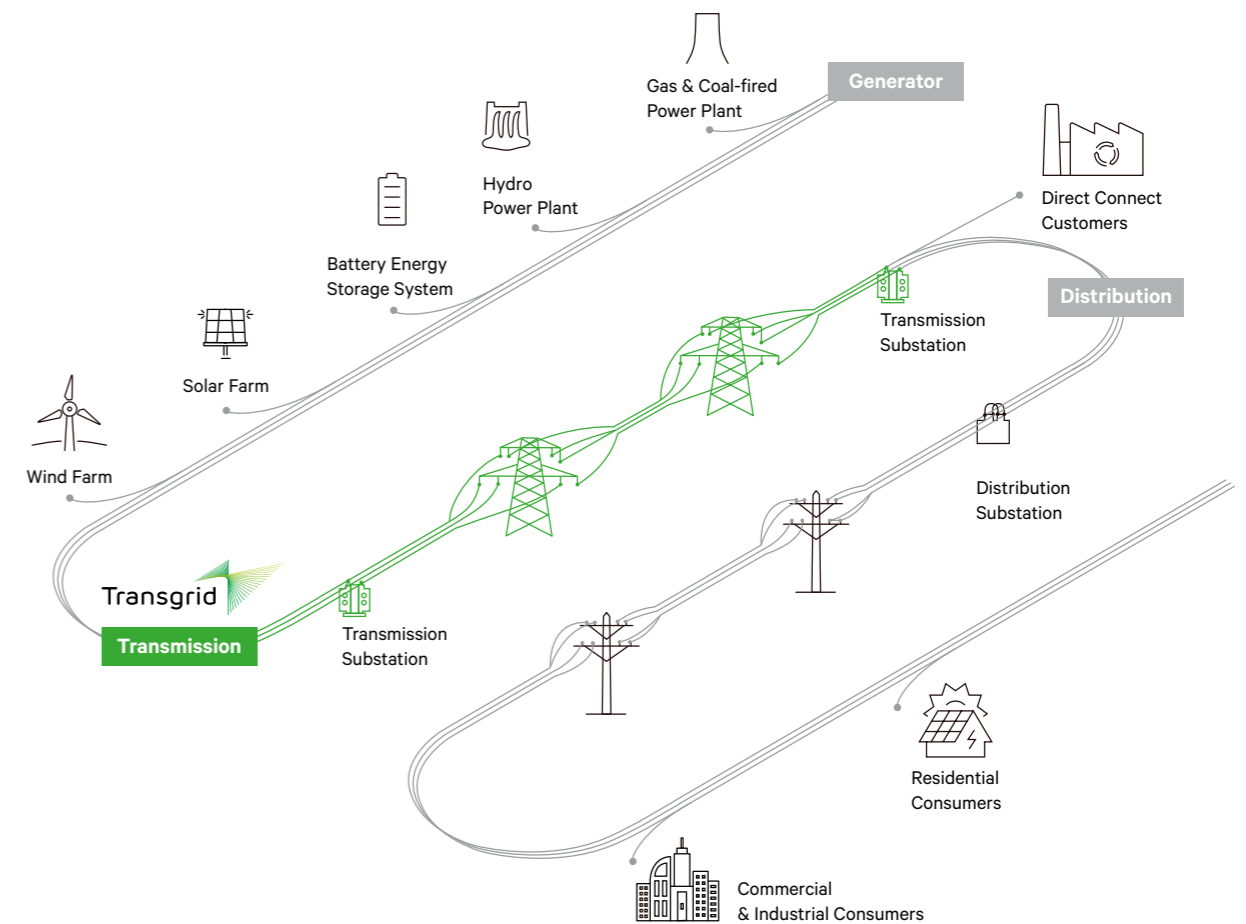 Gas & Coal-fired
Power Plant
Generator
Hydro
Power Plant
Direct Connect
Customers
Battery Energy
Storage System
Distribution
Transmission
Substation
Solar Farm
Wind Farm
Distribution
Substation
Transgrid
Transmission
Transmission
Substation
Residential
Consumers
Commercial
& Industrial Consumers